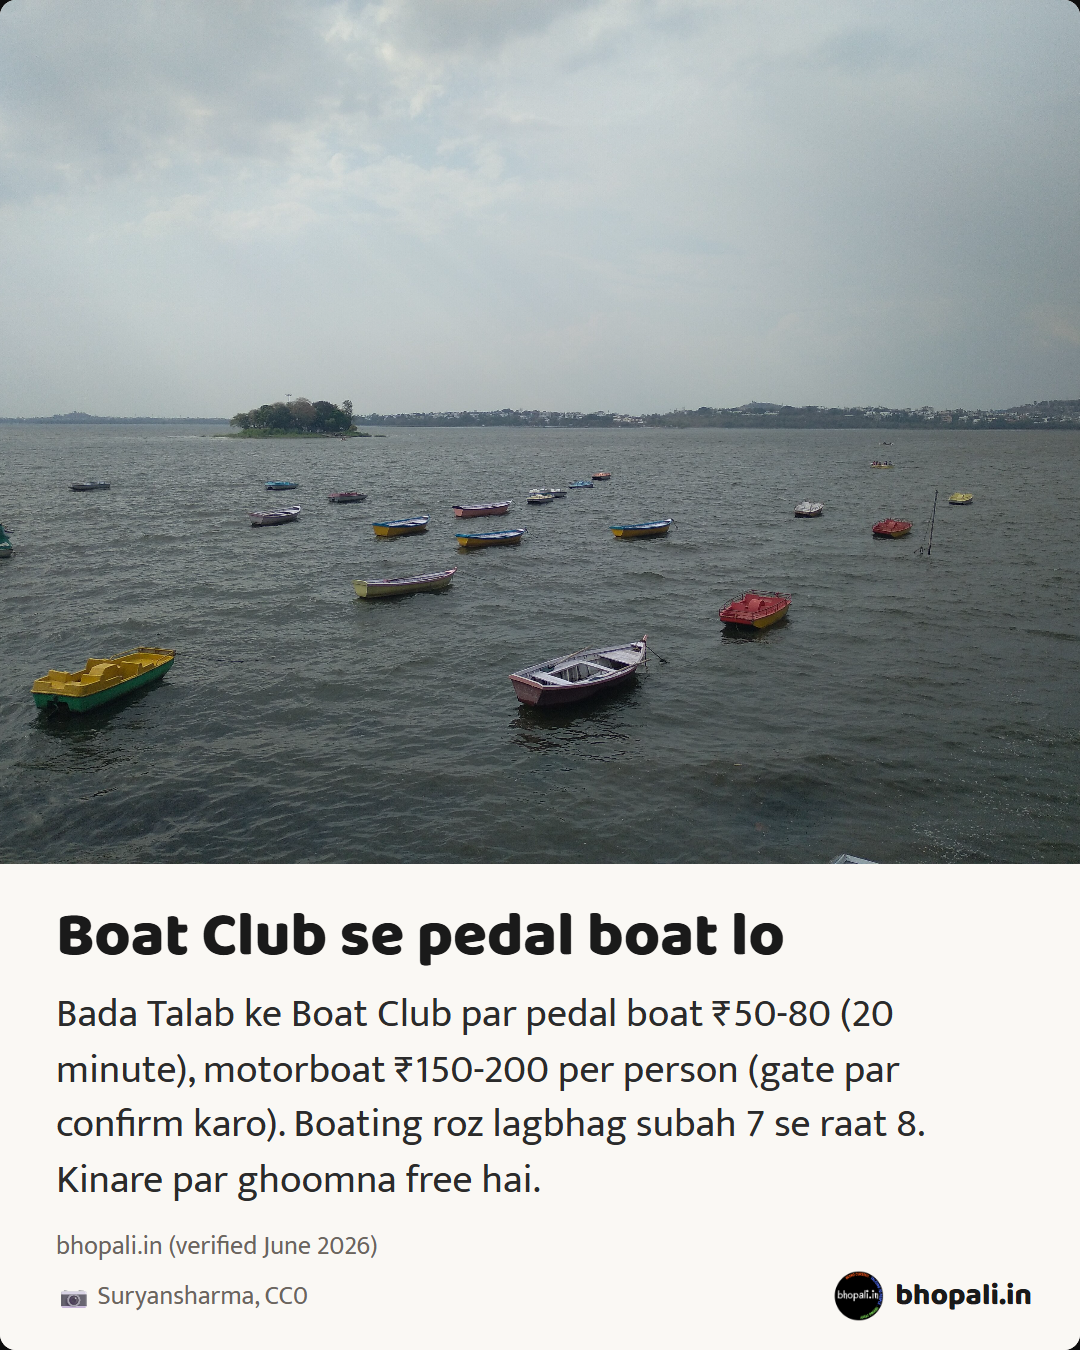 Boat Club se pedal boat lo
Bada Talab ke Boat Club par pedal boat ₹50-80 (20
minute), motorboat ₹150-200 per person (gate par
confirm karo). Boating roz lagbhag subah 7 se raat 8.
Kinare par ghoomna free hai.
bhopali.in (verified June 2026)
Suryansharma, CC0
bhopali.in
bhopali.in